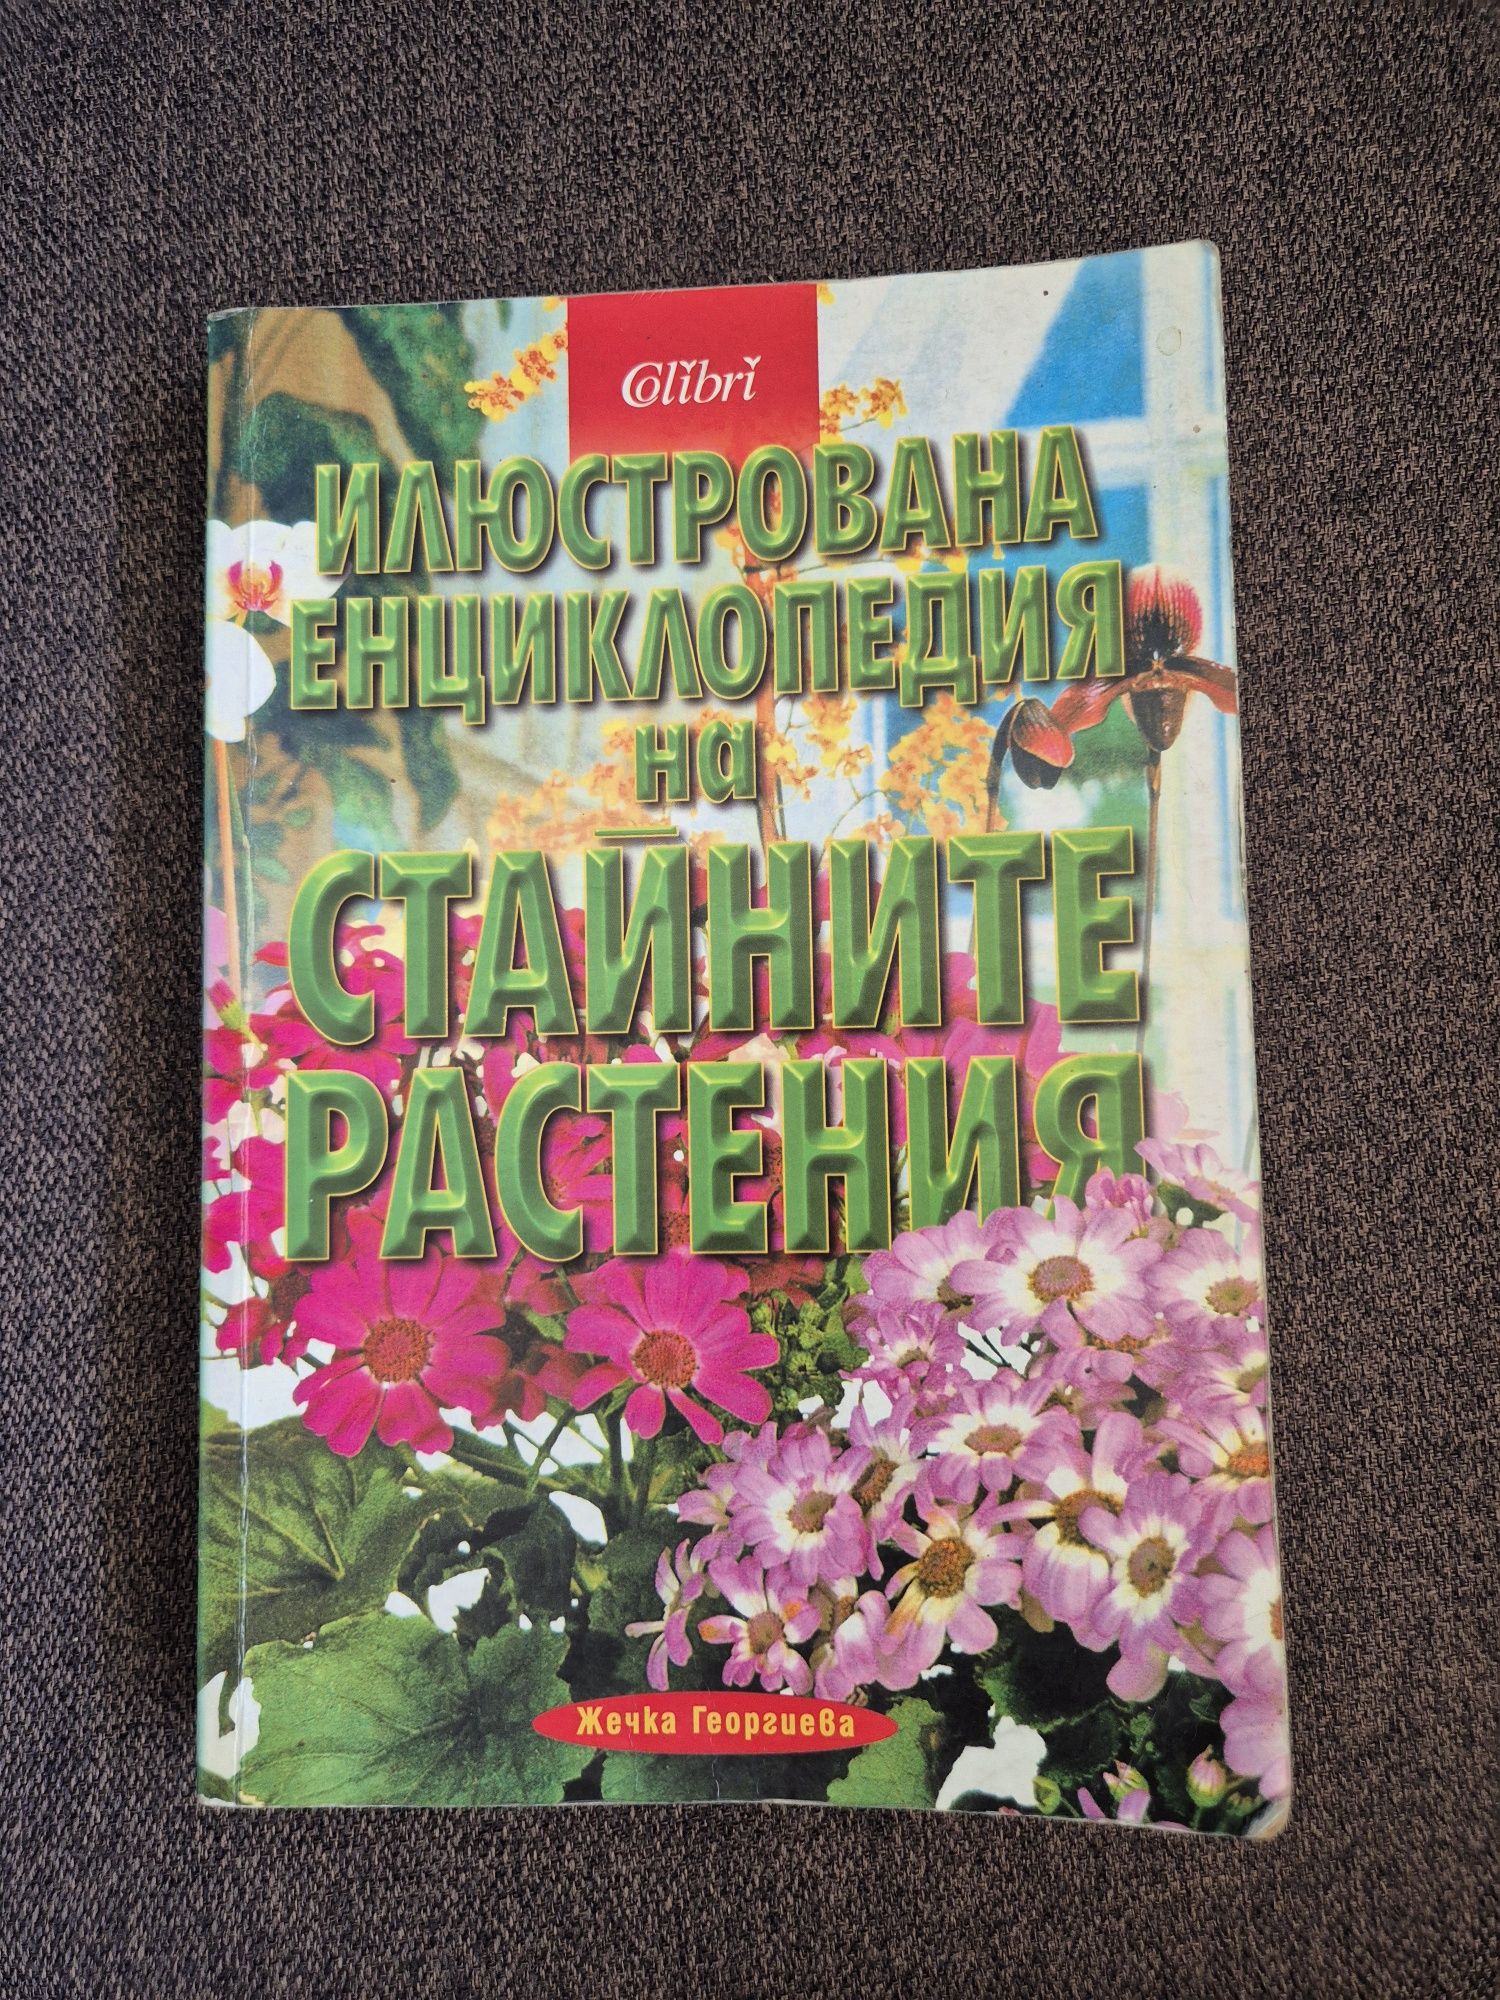 Colibri
ИЛЮСТРОВАНА
ЕНЦИКЛОПЕДИЯ
на
СТАЙНИТЕ
РАСТЕНИЯ
Жечка Георгиева